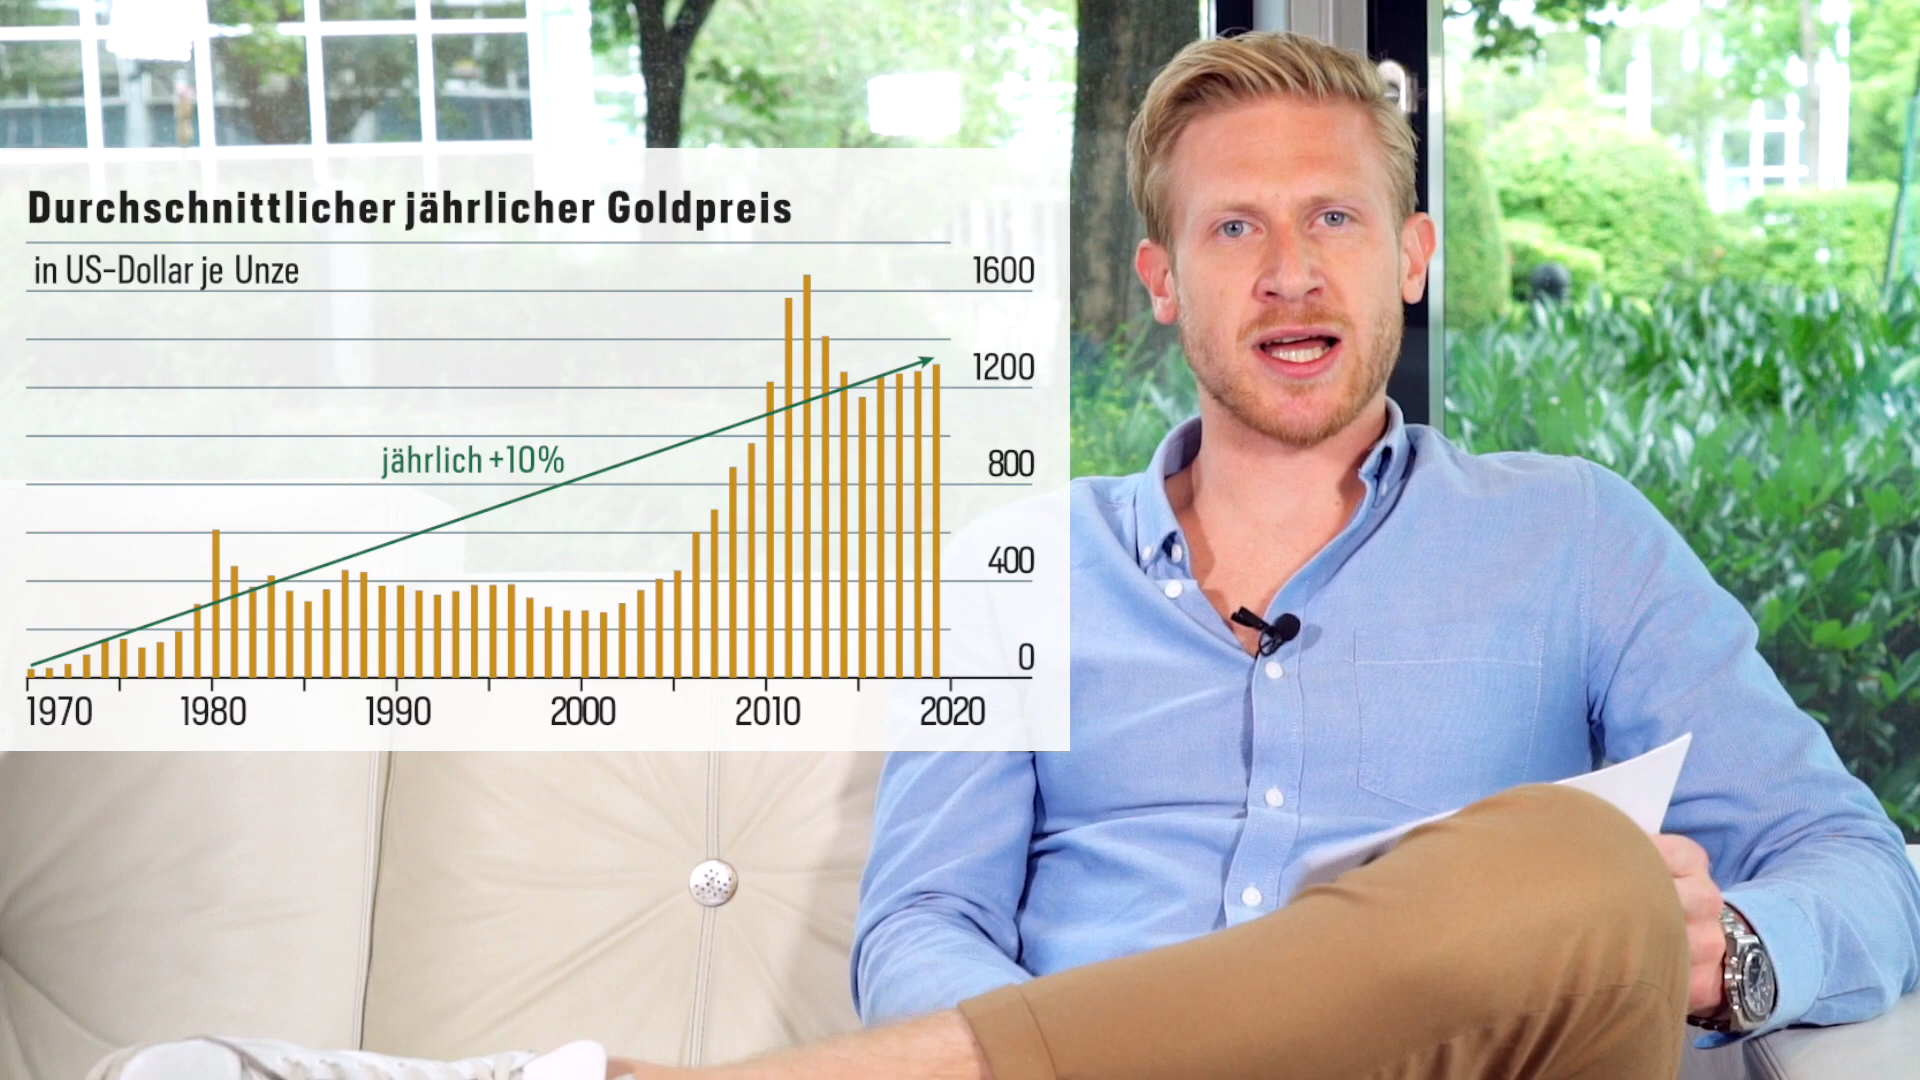 Durchschnittlicher jährlicher Goldpreis
in US-Dollar je Unze
1600
1200
jährlich +10%
800
400
0
1970 1980 1990 2000 2010 2020